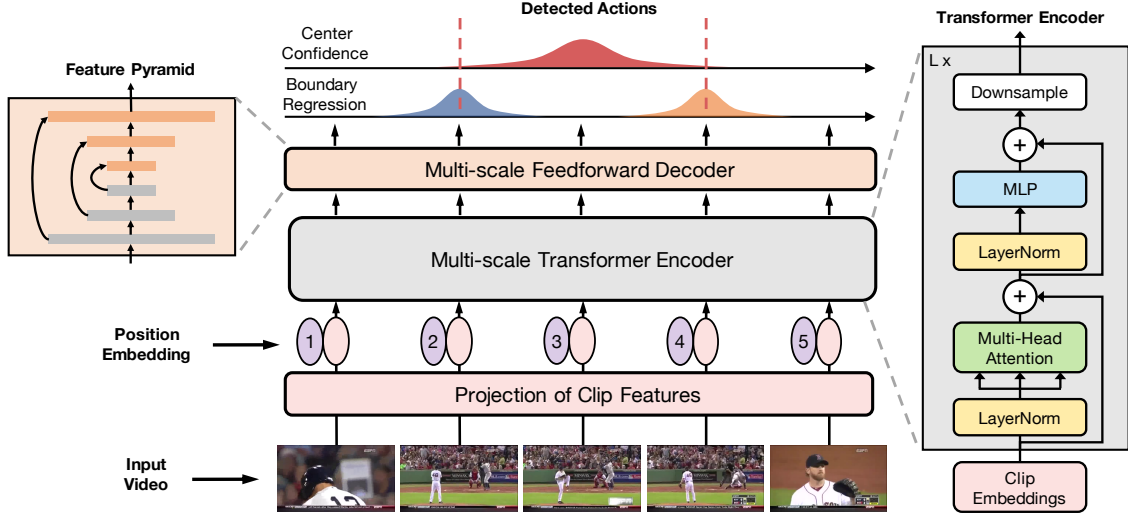 Detected Actions
Transformer Encoder
Center
Confidence
L x
Feature Pyramid
Boundary
Regression
Downsample
+
Multi-scale Feedforward Decoder
MLP
LayerNorm
Multi-scale Transformer Encoder
+
Position
Embedding
1
2
3
4
5
Multi-Head
Attention
Projection of Clip Features
LayerNorm
Input
Video
Clip
Embeddings